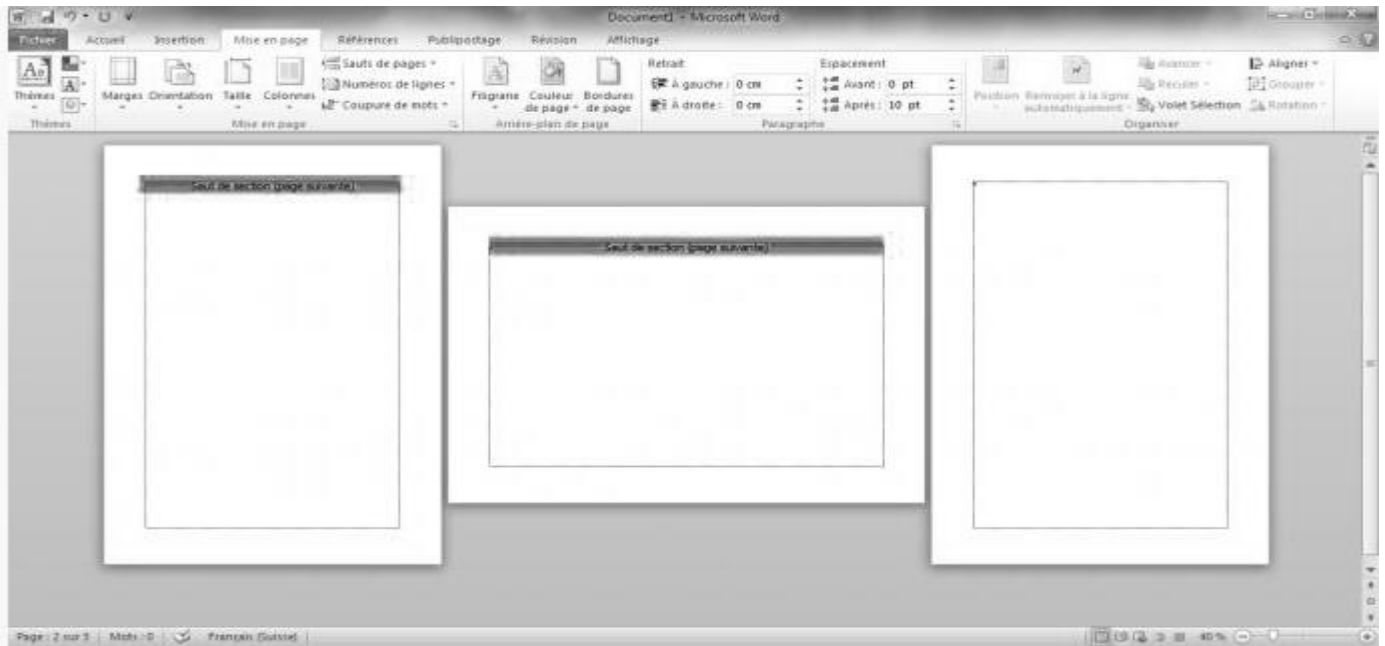 Document1 - Microsoft Word
Fichier Accueil Insertion Mise en page Références Publipostage Révision Affichage
Thèmes
Marges Orientation Taille Colonnes
Sauts de pages
Numéros de lignes
Coupure de mots
Filigrane Couleur de page Bordures de page
Retrait
À gauche : 0 cm
À droite : 0 cm
Espacement
Avant : 0 pt
Après : 10 pt
Position Renvoyer à la ligne automatiquement
Avancer
Reculer
Volet Sélection
Aligner
Grouper
Rotation
Thèmes Mise en page Arrière-plan de page Paragraphe Organiser
Saut de section (page suivante)
Saut de section (page suivante)
Page : 2 sur 3 Mots : 0 Français (Suisse) 40 %